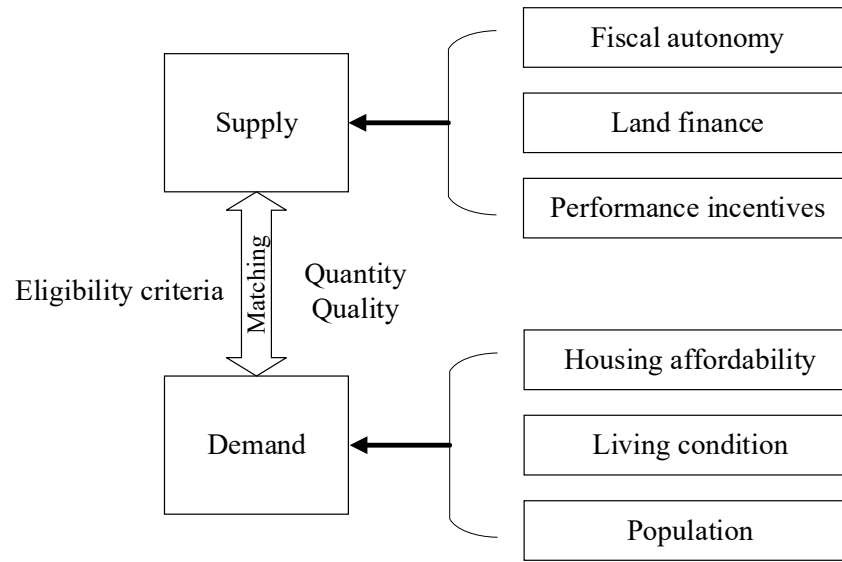 Fiscal autonomy
Supply
Land finance
Performance incentives
Eligibility criteria
Matching
Quantity
Quality
Housing affordability
Demand
Living condition
Population